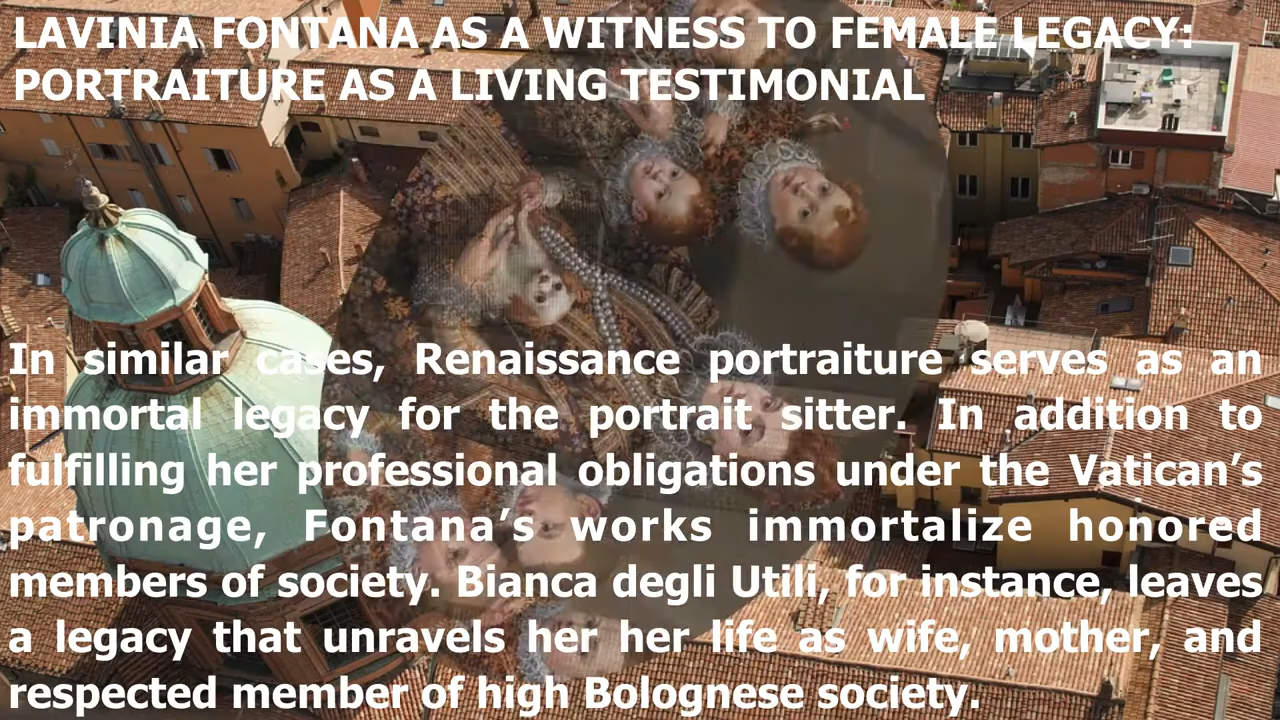 LAVINIA FONTANA AS A WITNESS TO FEMALE LEGACY:
PORTRAITURE AS A LIVING TESTIMONIAL
In similar cases, Renaissance portraiture serves as an
immortal legacy for the portrait sitter. In addition to
fulfilling her professional obligations under the Vatican’s
patronage, Fontana’s works immortalize honored
members of society. Bianca degli Utili, for instance, leaves
a legacy that unravels her her life as wife, mother, and
respected member of high Bolognese society.